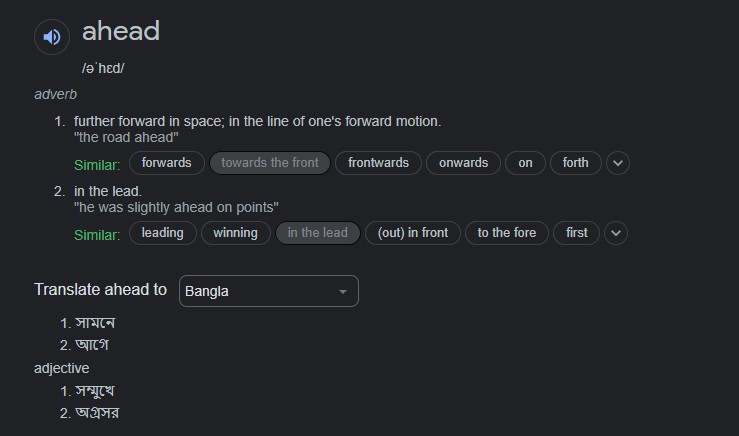 ahead
/əˈhɛd/
adverb
1. further forward in space; in the line of one's forward motion.
"the road ahead"
Similar: forwards towards the front frontwards onwards on forth
2. in the lead.
"he was slightly ahead on points"
Similar: leading winning in the lead (out) in front to the fore first
Translate ahead to Bangla
1. সামনে
2. আগে
adjective
1. সম্মুখে
2. অগ্রসর